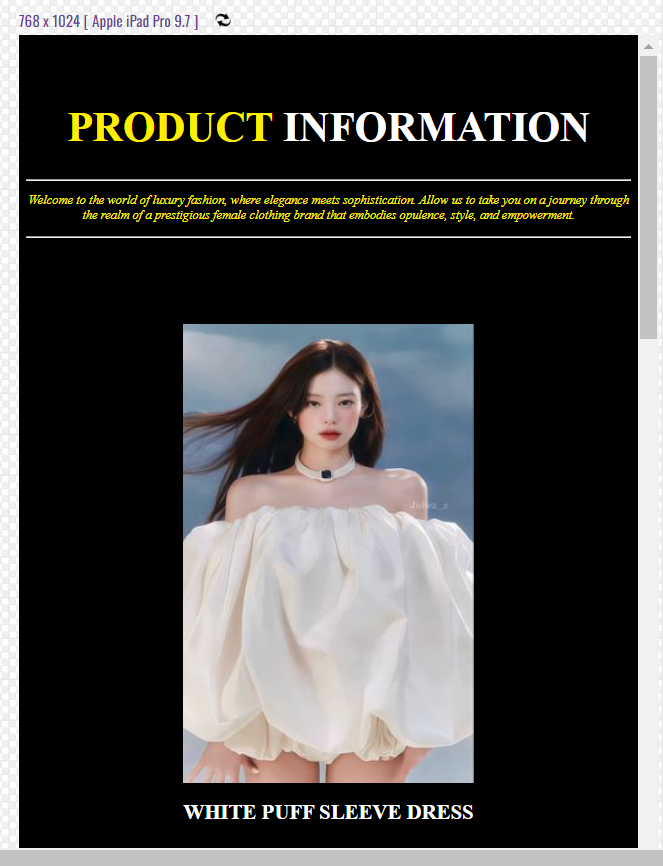 768 x 1024 [ Apple iPad Pro 9.7 ]
PRODUCT INFORMATION
Welcome to the world of luxury fashion, where elegance meets sophistication. Allow us to take you on a journey through
the realm of a prestigious female clothing brand that embodies opulence, style, and empowerment.
WHITE PUFF SLEEVE DRESS